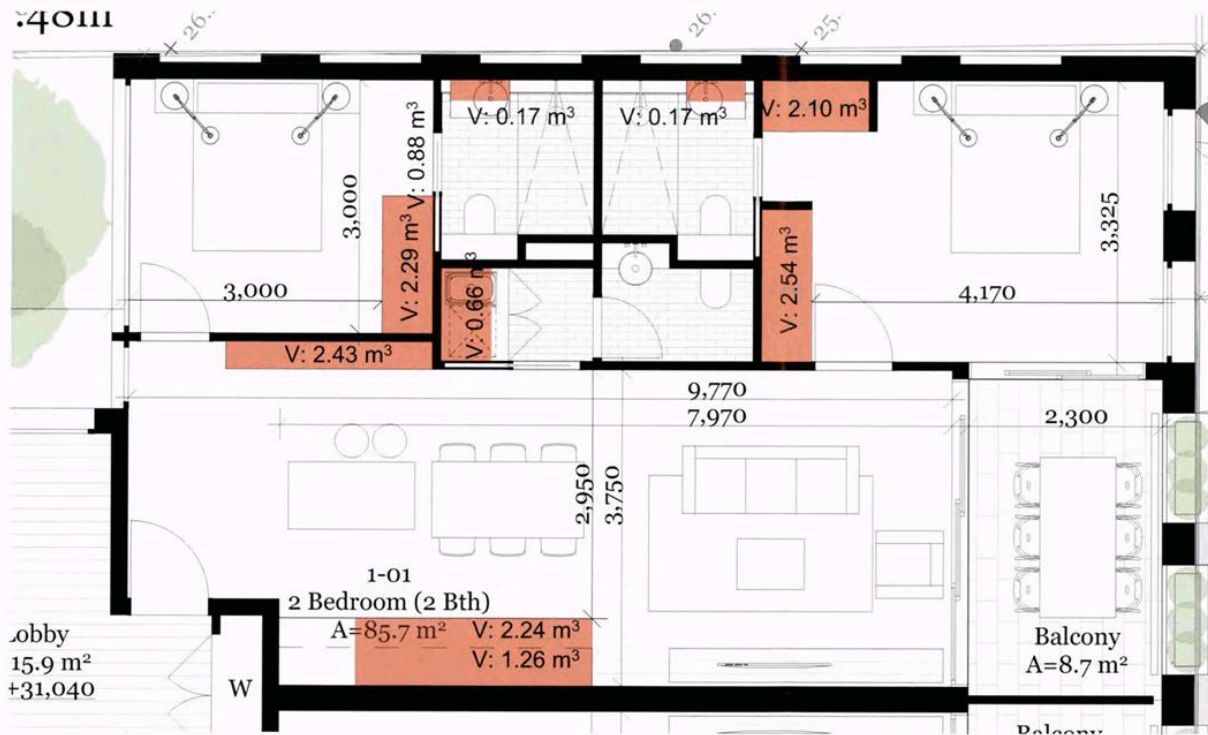 .48m
V: 0.17 m³
V: 0.17 m³
V: 2.10 m³
V: 0.88 m³
3,000
3,325
V: 2.29 m³
V: 0.66 m³
V: 2.54 m³
3,000
4,170
V: 2.43 m³
9,770
7,970
2,300
2,950
3,750
1-01
2 Bedroom (2 Bth)
A=85.7 m²
V: 2.24 m³
V: 1.26 m³
Lobby
15.9 m²
+31,040
W
Balcony
A=8.7 m²
Balcony